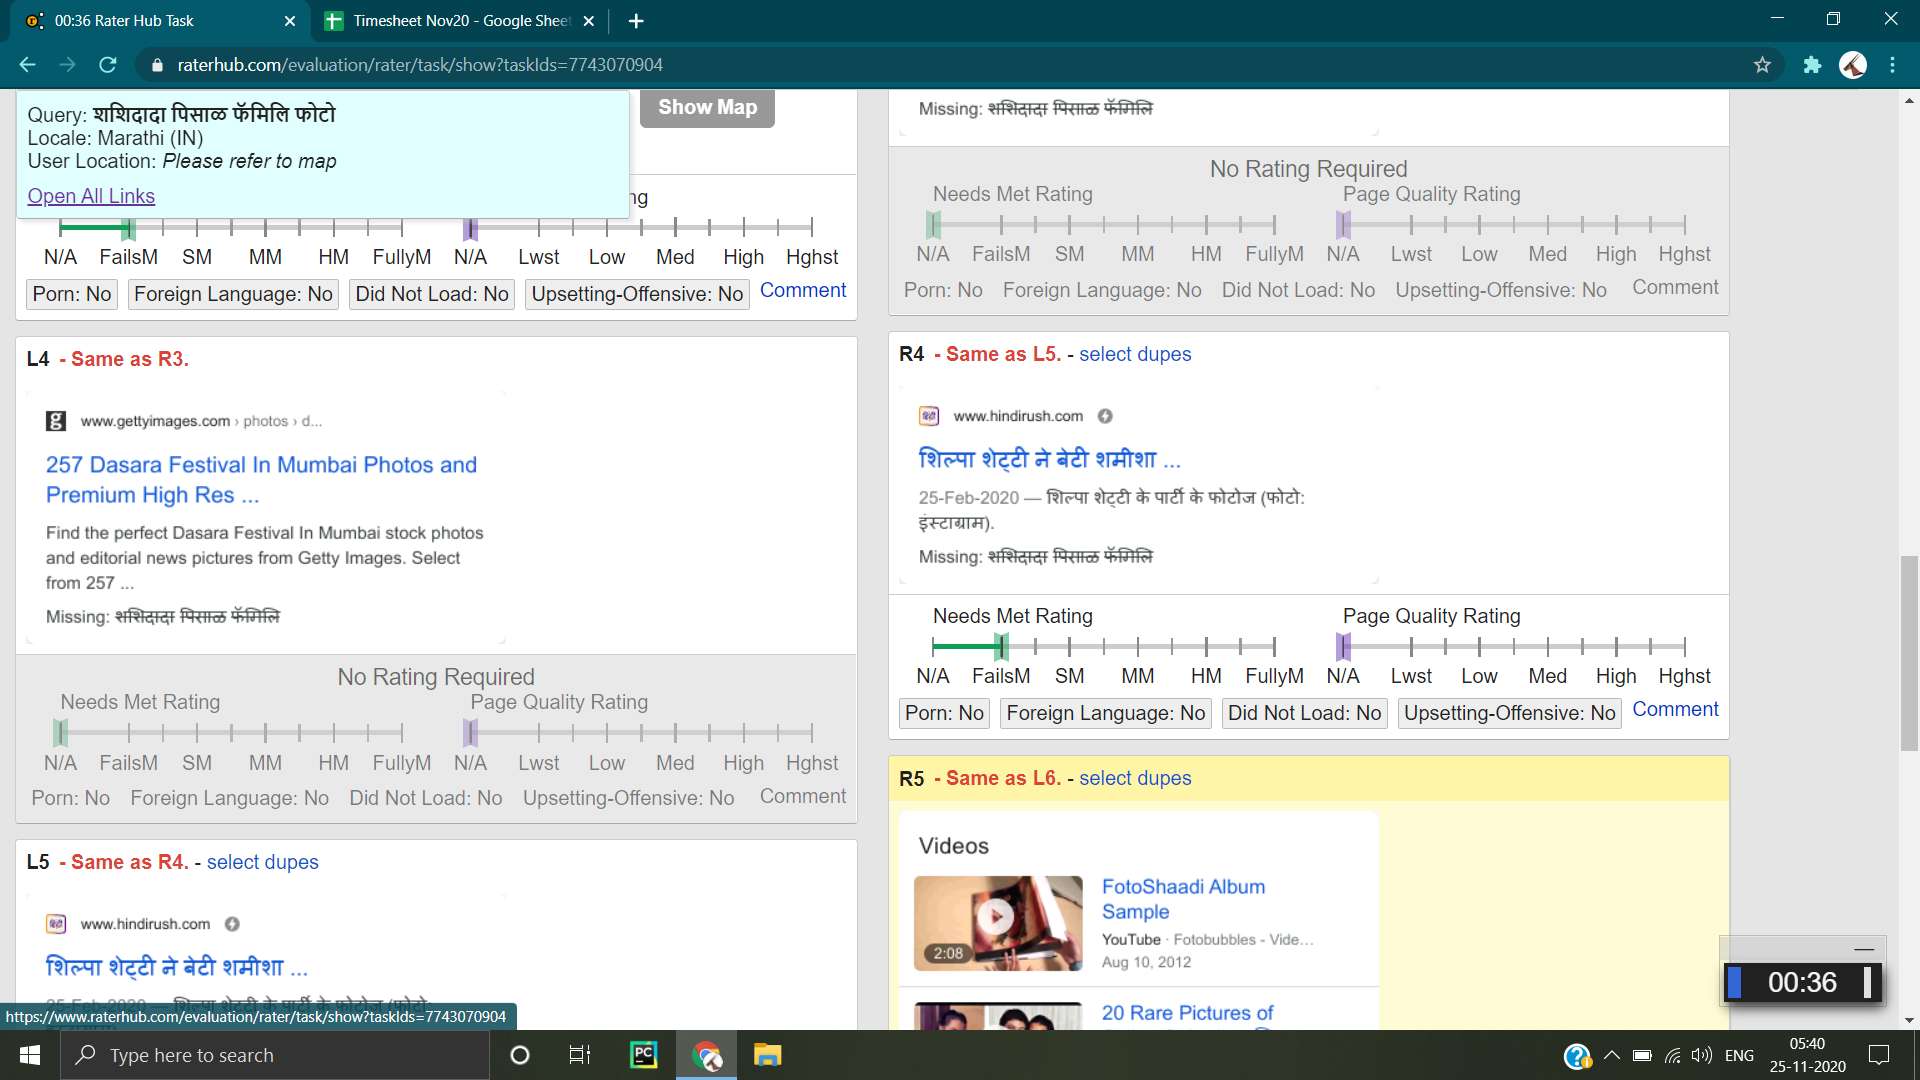 00:36 Rater Hub Task
Timesheet Nov20 - Google Sheet
raterhub.com/evaluation/rater/task/show?taskIds=7743070904
Query: शशिदादा पिसाळ फॅमिलि फोटो
Locale: Marathi (IN)
User Location: Please refer to map
Open All Links
Show Map
ng
N/A FailsM SM MM HM FullyM N/A Lwst Low Med High Hghst
Porn: No Foreign Language: No Did Not Load: No Upsetting-Offensive: No Comment
L4 - Same as R3.
www.gettyimages.com › photos › d...
257 Dasara Festival In Mumbai Photos and
Premium High Res ...
Find the perfect Dasara Festival In Mumbai stock photos
and editorial news pictures from Getty Images. Select
from 257 ...
Missing: शशिदादा पिसाळ फॅमिलि
No Rating Required
Needs Met Rating Page Quality Rating
N/A FailsM SM MM HM FullyM N/A Lwst Low Med High Hghst
Porn: No Foreign Language: No Did Not Load: No Upsetting-Offensive: No Comment
L5 - Same as R4. - select dupes
www.hindirush.com
शिल्पा शेट्टी ने बेटी शमीशा ...
25-Feb-2020 — शिल्पा शेट्टी के पार्टी के फोटोज (फोटो:
https://www.raterhub.com/evaluation/rater/task/show?taskIds=7743070904
Missing: शशिदादा पिसाळ फॅमिलि
No Rating Required
Needs Met Rating Page Quality Rating
N/A FailsM SM MM HM FullyM N/A Lwst Low Med High Hghst
Porn: No Foreign Language: No Did Not Load: No Upsetting-Offensive: No Comment
R4 - Same as L5. - select dupes
www.hindirush.com
शिल्पा शेट्टी ने बेटी शमीशा ...
25-Feb-2020 — शिल्पा शेट्टी के पार्टी के फोटोज (फोटो:
इंस्टाग्राम).
Missing: शशिदादा पिसाळ फॅमिलि
Needs Met Rating Page Quality Rating
N/A FailsM SM MM HM FullyM N/A Lwst Low Med High Hghst
Porn: No Foreign Language: No Did Not Load: No Upsetting-Offensive: No Comment
R5 - Same as L6. - select dupes
Videos
FotoShaadi Album
Sample
YouTube · Fotobubbles - Vide...
Aug 10, 2012
2:08
20 Rare Pictures of
00:36
Type here to search
PC
ENG
05:40
25-11-2020